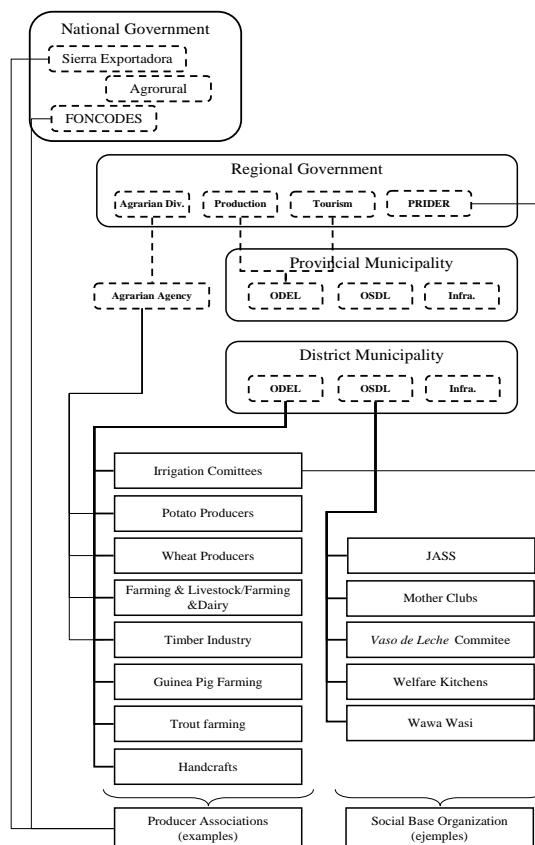 National Government
Sierra Exportadora
Agrorural
FONCODES
Regional Government
Agrarian Div.
Production
Tourism
PRIDER
Provincial Municipality
Agrarian Agency
ODEL
OSDL
Infra.
District Municipality
ODEL
OSDL
Infra.
Irrigation Comittees
Potato Producers
Wheat Producers
Farming & Livestock/Farming
&Dairy
Timber Industry
Guinea Pig Farming
Trout farming
Handcrafts
JASS
Mother Clubs
Vaso de Leche Commitee
Welfare Kitchens
Wawa Wasi
Producer Associations
(examples)
Social Base Organization
(ejemples)